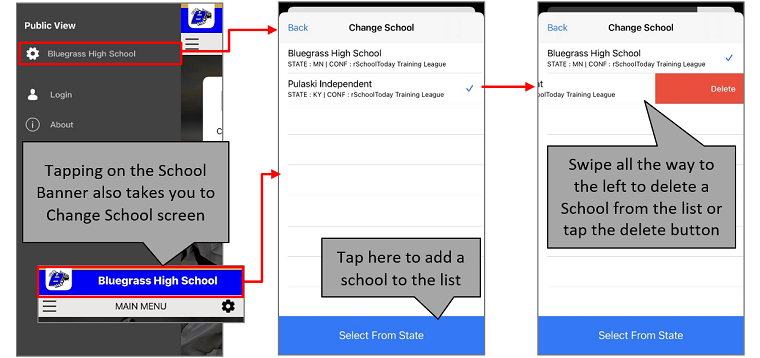 Public View
Bluegrass High School
Login
About
C
Tapping on the School
Banner also takes you to
Change School screen
Bluegrass High School
MAIN MENU
Back Change School
Bluegrass High School
STATE : MN | CONF : rSchoolToday Training League
Pulaski Independent
STATE : KY | CONF : rSchoolToday Training League
Tap here to add a
school to the list
Select From State
Back Change School
Bluegrass High School
STATE : MN | CONF : rSchoolToday Training League
nt
oolToday Training League
Delete
Swipe all the way to
the left to delete a
School from the list or
tap the delete button
Select From State